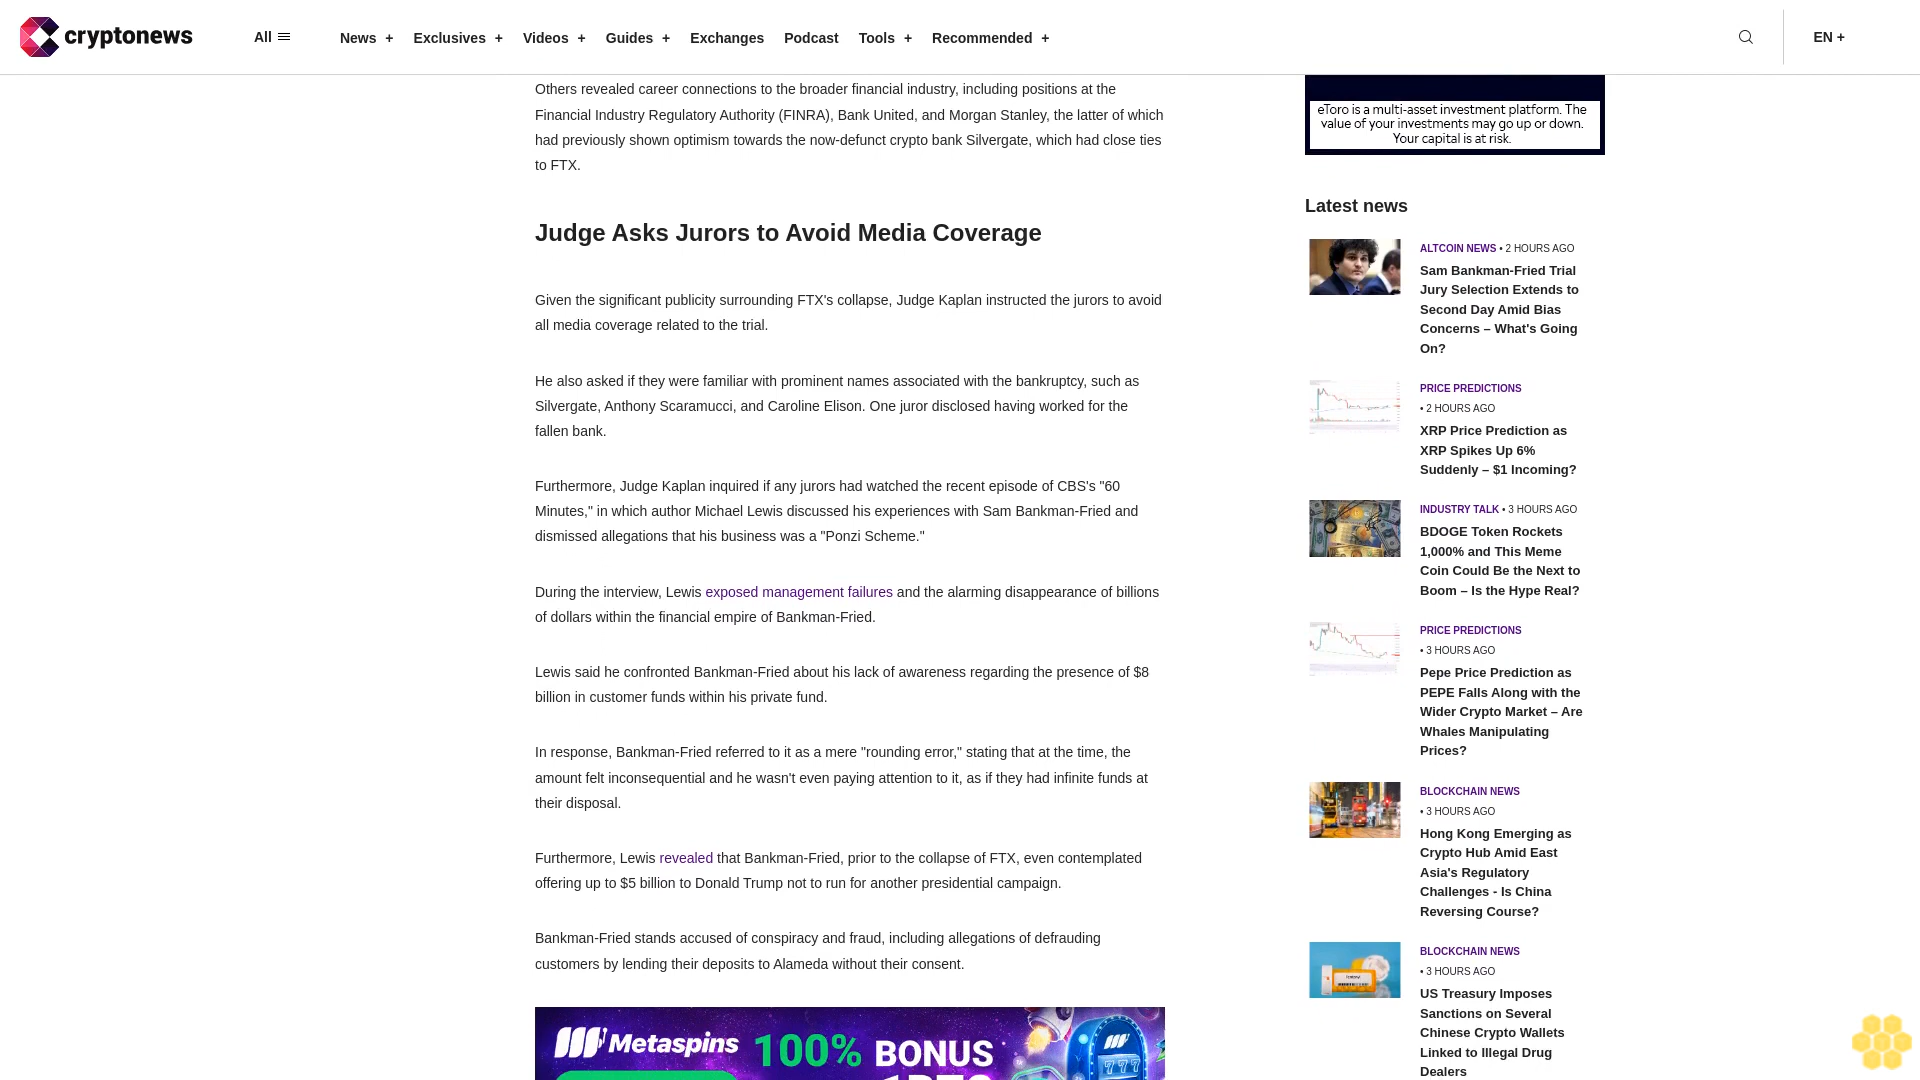 cryptonews
All
News +
Exclusives +
Videos +
Guides +
Exchanges
Podcast
Tools +
Recommended +
EN +
Others revealed career connections to the broader financial industry, including positions at the
Financial Industry Regulatory Authority (FINRA), Bank United, and Morgan Stanley, the latter of which
had previously shown optimism towards the now-defunct crypto bank Silvergate, which had close ties
to FTX.
Judge Asks Jurors to Avoid Media Coverage
Given the significant publicity surrounding FTX's collapse, Judge Kaplan instructed the jurors to avoid
all media coverage related to the trial.
He also asked if they were familiar with prominent names associated with the bankruptcy, such as
Silvergate, Anthony Scaramucci, and Caroline Elison. One juror disclosed having worked for the
fallen bank.
Furthermore, Judge Kaplan inquired if any jurors had watched the recent episode of CBS's "60
Minutes," in which author Michael Lewis discussed his experiences with Sam Bankman-Fried and
dismissed allegations that his business was a "Ponzi Scheme."
During the interview, Lewis exposed management failures and the alarming disappearance of billions
of dollars within the financial empire of Bankman-Fried.
Lewis said he confronted Bankman-Fried about his lack of awareness regarding the presence of $8
billion in customer funds within his private fund.
In response, Bankman-Fried referred to it as a mere "rounding error," stating that at the time, the
amount felt inconsequential and he wasn't even paying attention to it, as if they had infinite funds at
their disposal.
Furthermore, Lewis revealed that Bankman-Fried, prior to the collapse of FTX, even contemplated
offering up to $5 billion to Donald Trump not to run for another presidential campaign.
Bankman-Fried stands accused of conspiracy and fraud, including allegations of defrauding
customers by lending their deposits to Alameda without their consent.
Metaspins
100% BONUS
777
eToro is a multi-asset investment platform. The
value of your investments may go up or down.
Your capital is at risk.
Latest news
ALTCOIN NEWS • 2 HOURS AGO
Sam Bankman-Fried Trial
Jury Selection Extends to
Second Day Amid Bias
Concerns – What's Going
On?
PRICE PREDICTIONS
• 2 HOURS AGO
XRP Price Prediction as
XRP Spikes Up 6%
Suddenly – $1 Incoming?
INDUSTRY TALK • 3 HOURS AGO
BDOGE Token Rockets
1,000% and This Meme
Coin Could Be the Next to
Boom – Is the Hype Real?
PRICE PREDICTIONS
• 3 HOURS AGO
Pepe Price Prediction as
PEPE Falls Along with the
Wider Crypto Market – Are
Whales Manipulating
Prices?
BLOCKCHAIN NEWS
• 3 HOURS AGO
Hong Kong Emerging as
Crypto Hub Amid East
Asia's Regulatory
Challenges - Is China
Reversing Course?
BLOCKCHAIN NEWS
• 3 HOURS AGO
US Treasury Imposes
Sanctions on Several
Chinese Crypto Wallets
Linked to Illegal Drug
Dealers